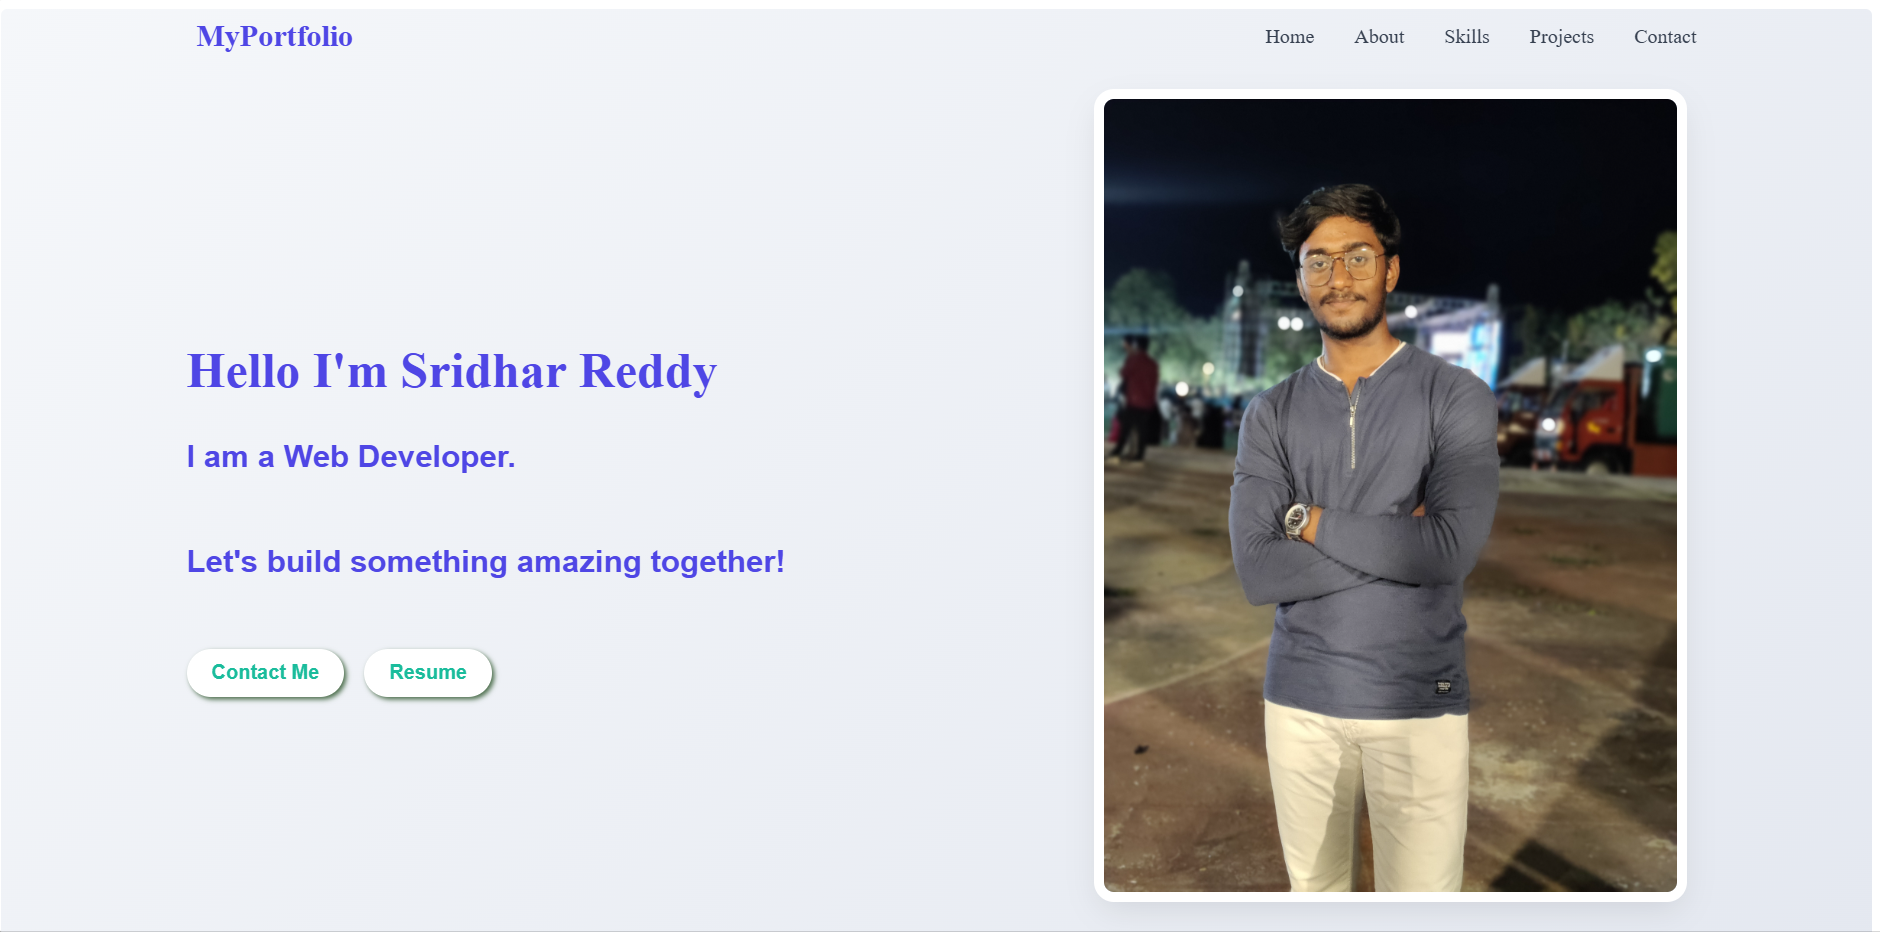 MyPortfolio
Home About Skills Projects Contact
Hello I'm Sridhar Reddy
I am a Web Developer.
Let's build something amazing together!
Contact Me Resume